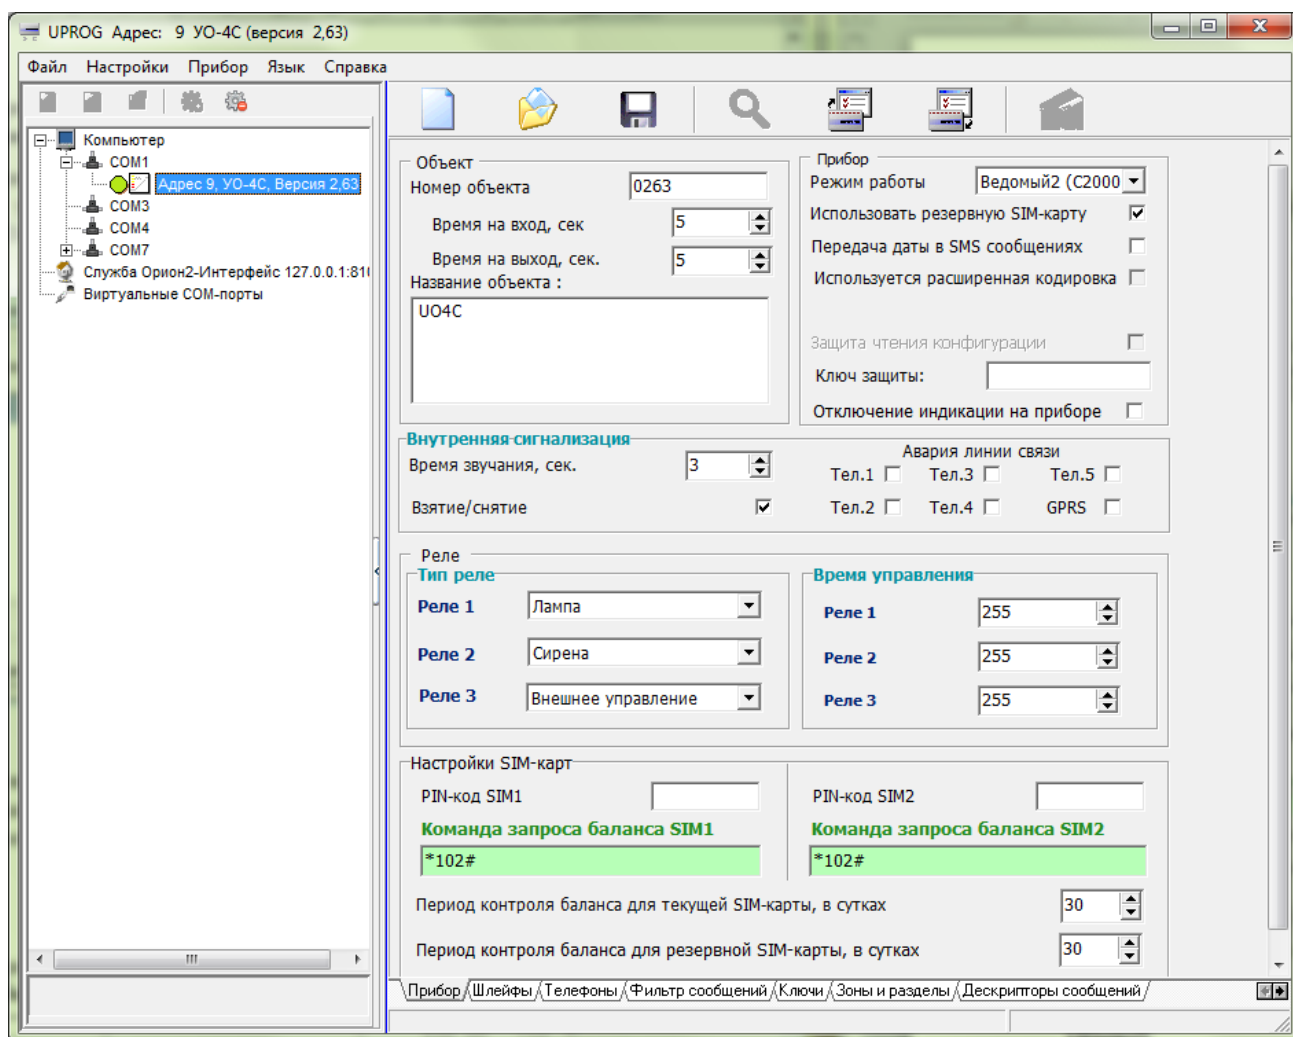 UPROG Адрес: 9 УО-4С (версия 2,63)
Файл Настройки Прибор Язык Справка
Компьютер
COM1
Адрес 9, УО-4С, Версия 2,63
COM3
COM4
COM7
Служба Орион2-Интерфейс 127.0.0.1:81
Виртуальные COM-порты
Объект
Номер объекта 0263
Время на вход, сек 5
Время на выход, сек. 5
Название объекта :
UO4C
Прибор
Режим работы Ведомый2 (С2000
Использовать резервную SIM-карту
Передача даты в SMS сообщениях
Используется расширенная кодировка
Защита чтения конфигурации
Ключ защиты:
Отключение индикации на приборе
Внутренняя сигнализация
Время звучания, сек. 3
Взятие/снятие
Авария линии связи
Тел.1 Тел.3 Тел.5
Тел.2 Тел.4 GPRS
Реле
Тип реле
Реле 1 Лампа
Реле 2 Сирена
Реле 3 Внешнее управление
Время управления
Реле 1 255
Реле 2 255
Реле 3 255
Настройки SIM-карт
PIN-код SIM1
Команда запроса баланса SIM1
*102#
PIN-код SIM2
Команда запроса баланса SIM2
*102#
Период контроля баланса для текущей SIM-карты, в сутках 30
Период контроля баланса для резервной SIM-карты, в сутках 30
Прибор Шлейфы Телефоны Фильтр сообщений Ключи Зоны и разделы Дескрипторы сообщений